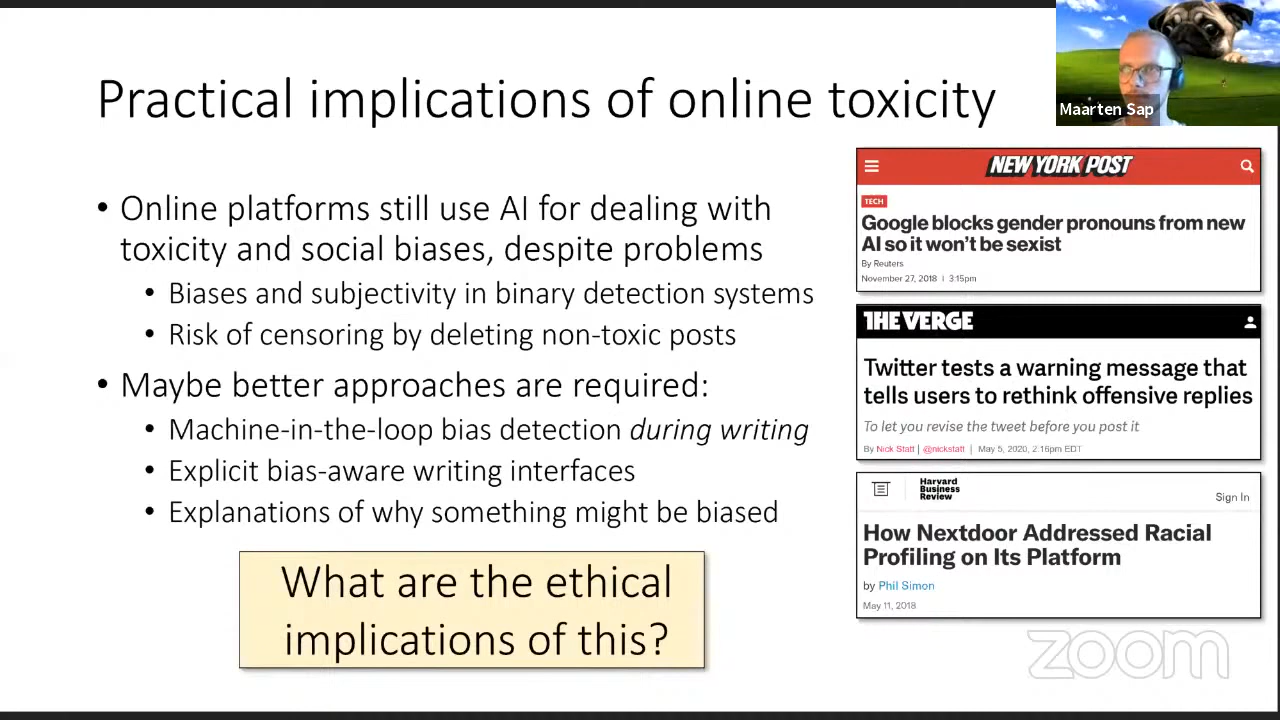 Practical implications of online toxicity
Maarten Sap
• Online platforms still use AI for dealing with
toxicity and social biases, despite problems
• Biases and subjectivity in binary detection systems
• Risk of censoring by deleting non-toxic posts
• Maybe better approaches are required:
• Machine-in-the-loop bias detection during writing
• Explicit bias-aware writing interfaces
• Explanations of why something might be biased
What are the ethical
implications of this?
NEW YORK POST
TECH
Google blocks gender pronouns from new
AI so it won't be sexist
By Reuters
November 27, 2018 | 3:15pm
THE VERGE
Twitter tests a warning message that
tells users to rethink offensive replies
To let you revise the tweet before you post it
By Nick Statt | @nickstatt | May 5, 2020, 2:16pm EDT
Harvard
Business
Review
Sign In
How Nextdoor Addressed Racial
Profiling on Its Platform
by Phil Simon
May 11, 2018
zoom